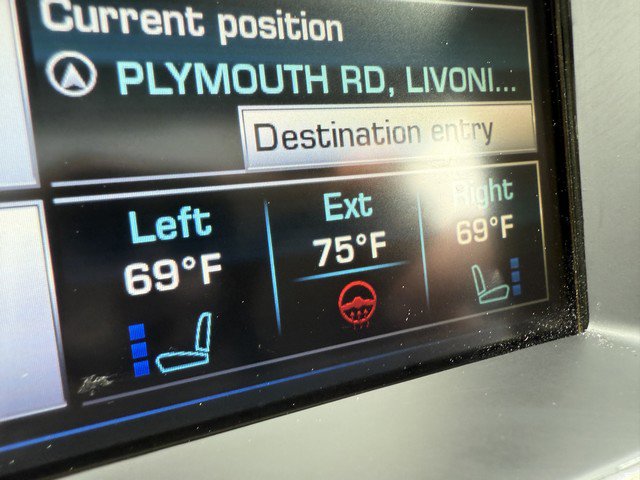 Current position
PLYMOUTH RD, LIVONI...
Destination entry
Left
69°F
Ext
75°F
Right
69°F